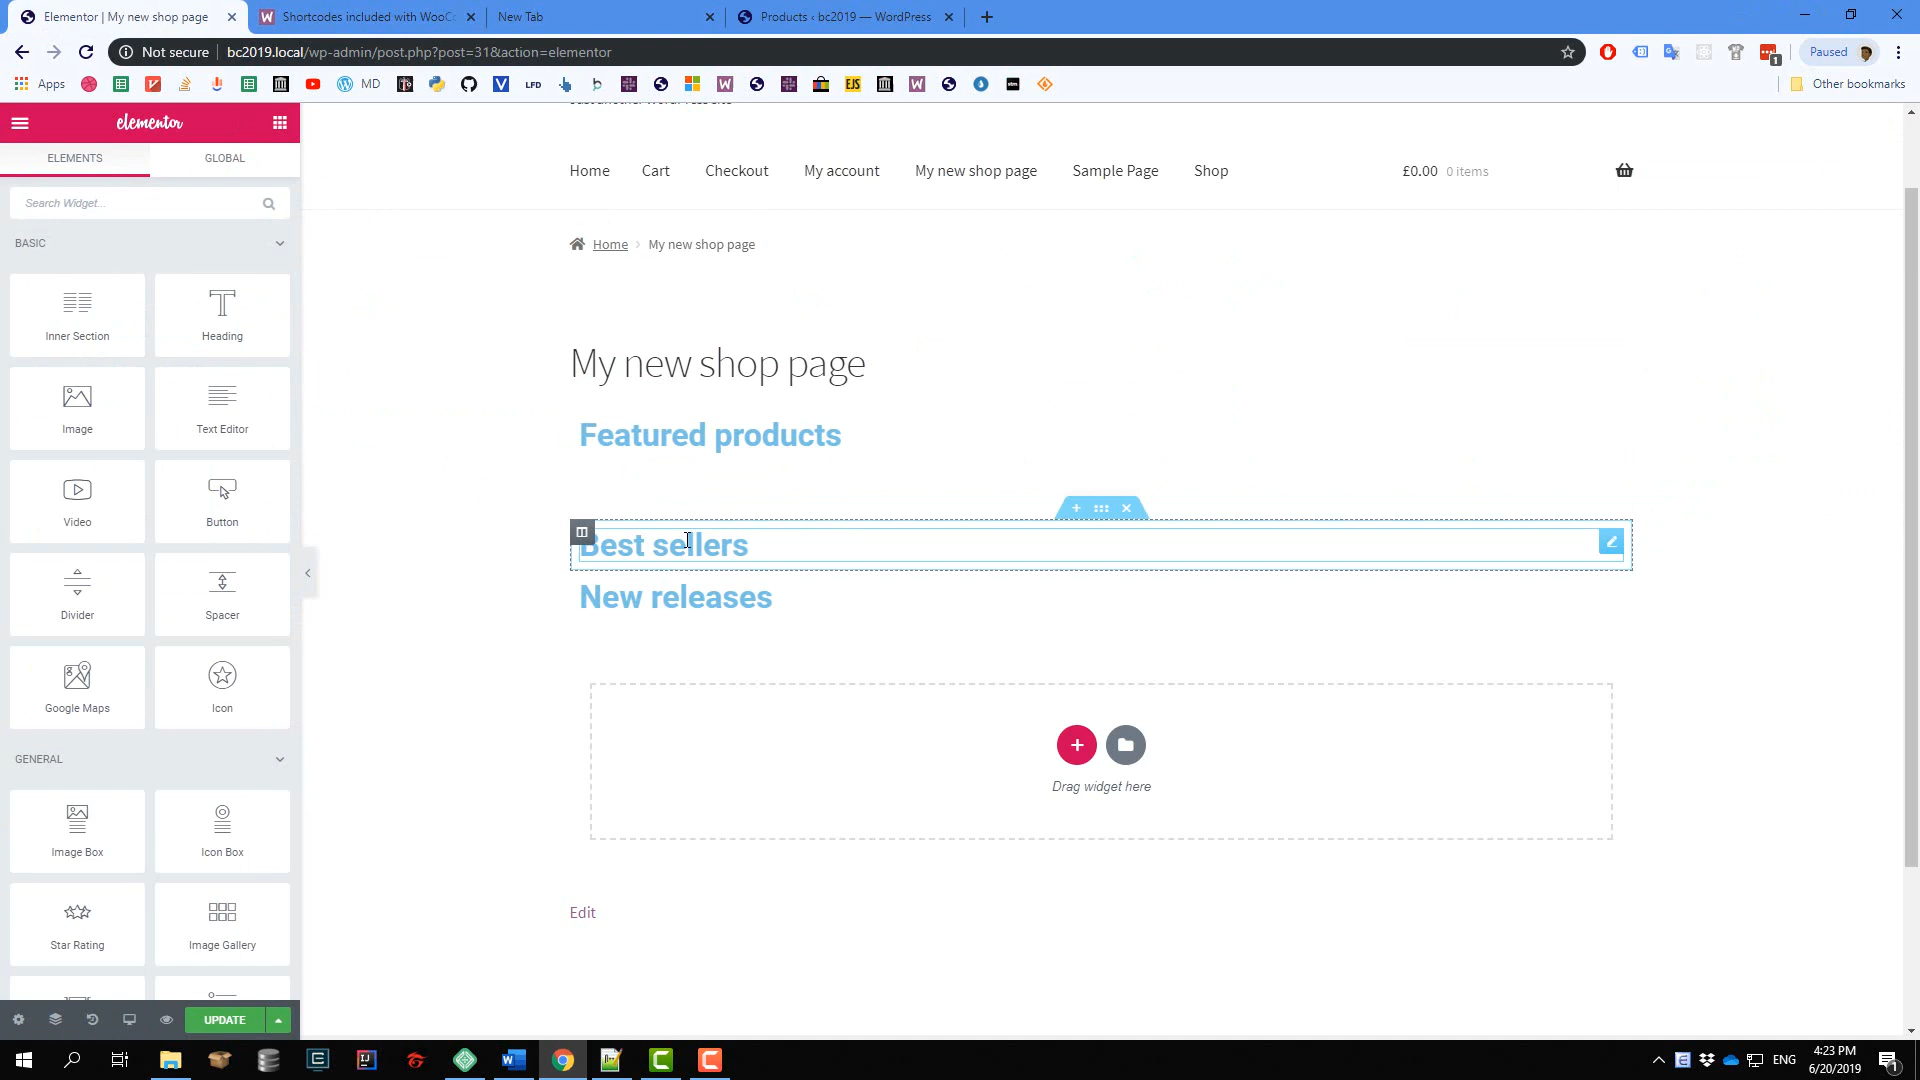 Elementor | My new shop page
Shortcodes included with WooCo
New Tab
Products ‹ bc2019 — WordPress
Not secure
bc2019.local/wp-admin/post.php?post=31&action=elementor
Paused
Apps
MD
LFD
EJS
Other bookmarks
elementor
ELEMENTS
GLOBAL
Search Widget...
BASIC
Inner Section
Heading
Image
Text Editor
Video
Button
Divider
Spacer
Google Maps
Icon
GENERAL
Image Box
Icon Box
Star Rating
Image Gallery
UPDATE
Home
Cart
Checkout
My account
My new shop page
Sample Page
Shop
£0.00 0 items
Home › My new shop page
My new shop page
Featured products
Best sellers
New releases
Drag widget here
Edit
ENG
4:23 PM
6/20/2019